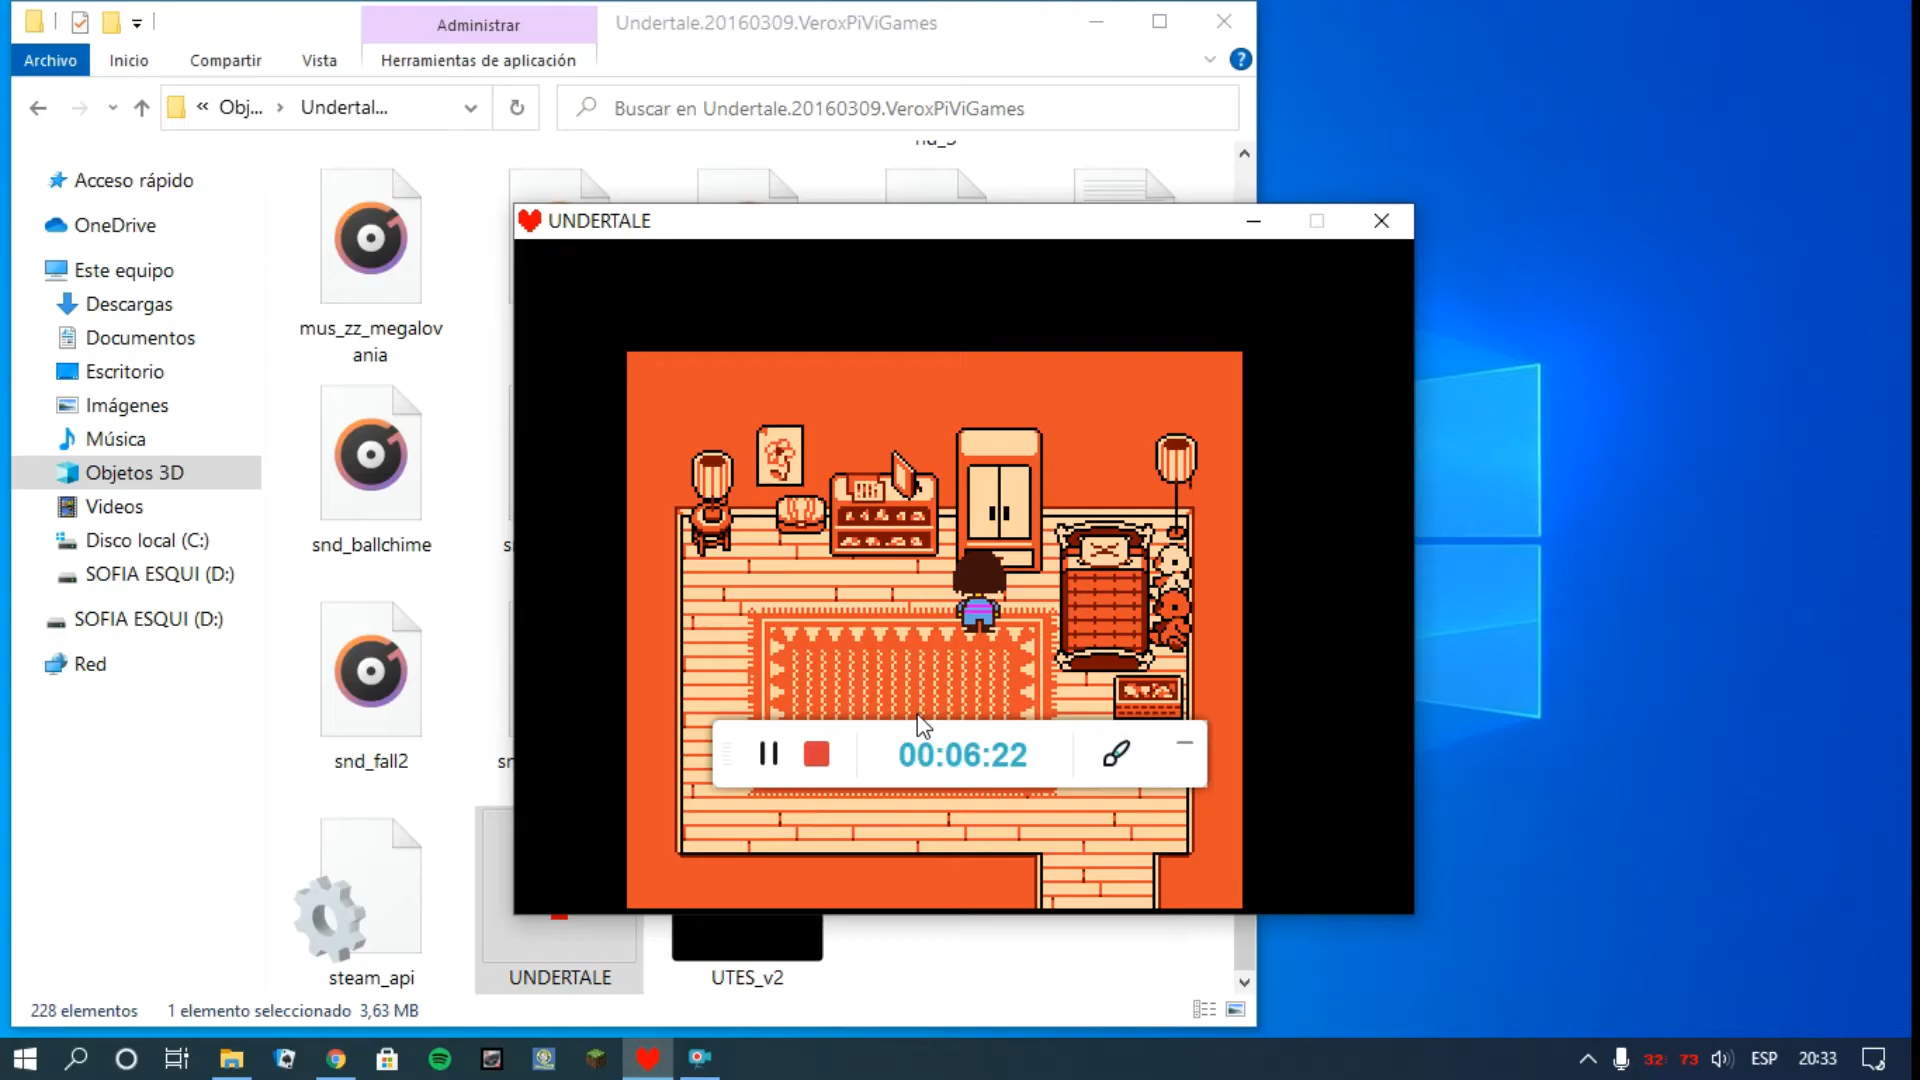 Administrar
Undertale.20160309.VeroxPiViGames
Archivo
Inicio
Compartir
Vista
Herramientas de aplicación
« Obj... › Undertal...
Buscar en Undertale.20160309.VeroxPiViGames
Acceso rápido
OneDrive
Este equipo
Descargas
Documentos
Escritorio
Imágenes
Música
Objetos 3D
Videos
Disco local (C:)
SOFIA ESQUI (D:)
SOFIA ESQUI (D:)
Red
mus_zz_megalov
ania
snd_ballchime
snd_fall2
steam_api
UNDERTALE
UTES_v2
UNDERTALE
00:06:22
228 elementos
1 elemento seleccionado 3,63 MB
32
73
ESP
20:33